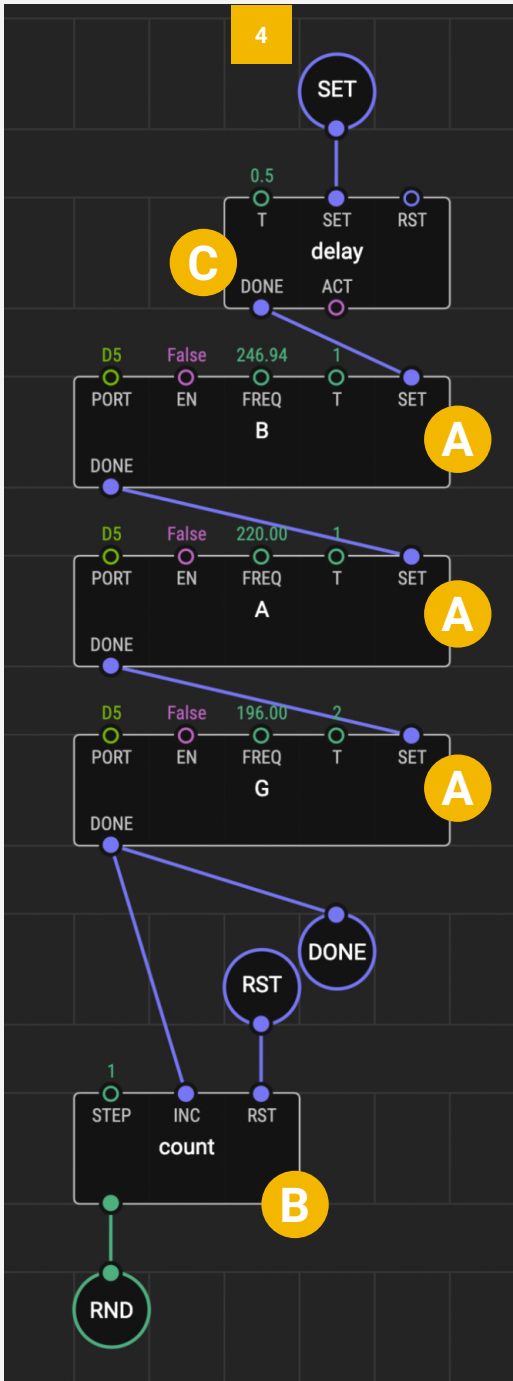 4
SET
0.5
T SET RST
delay
C
DONE ACT
D5 False 246.94 1
PORT EN FREQ T SET
B
A
DONE
D5 False 220.00 1
PORT EN FREQ T SET
A
A
DONE
D5 False 196.00 2
PORT EN FREQ T SET
G
A
DONE
DONE
RST
1
STEP INC RST
count
B
RND